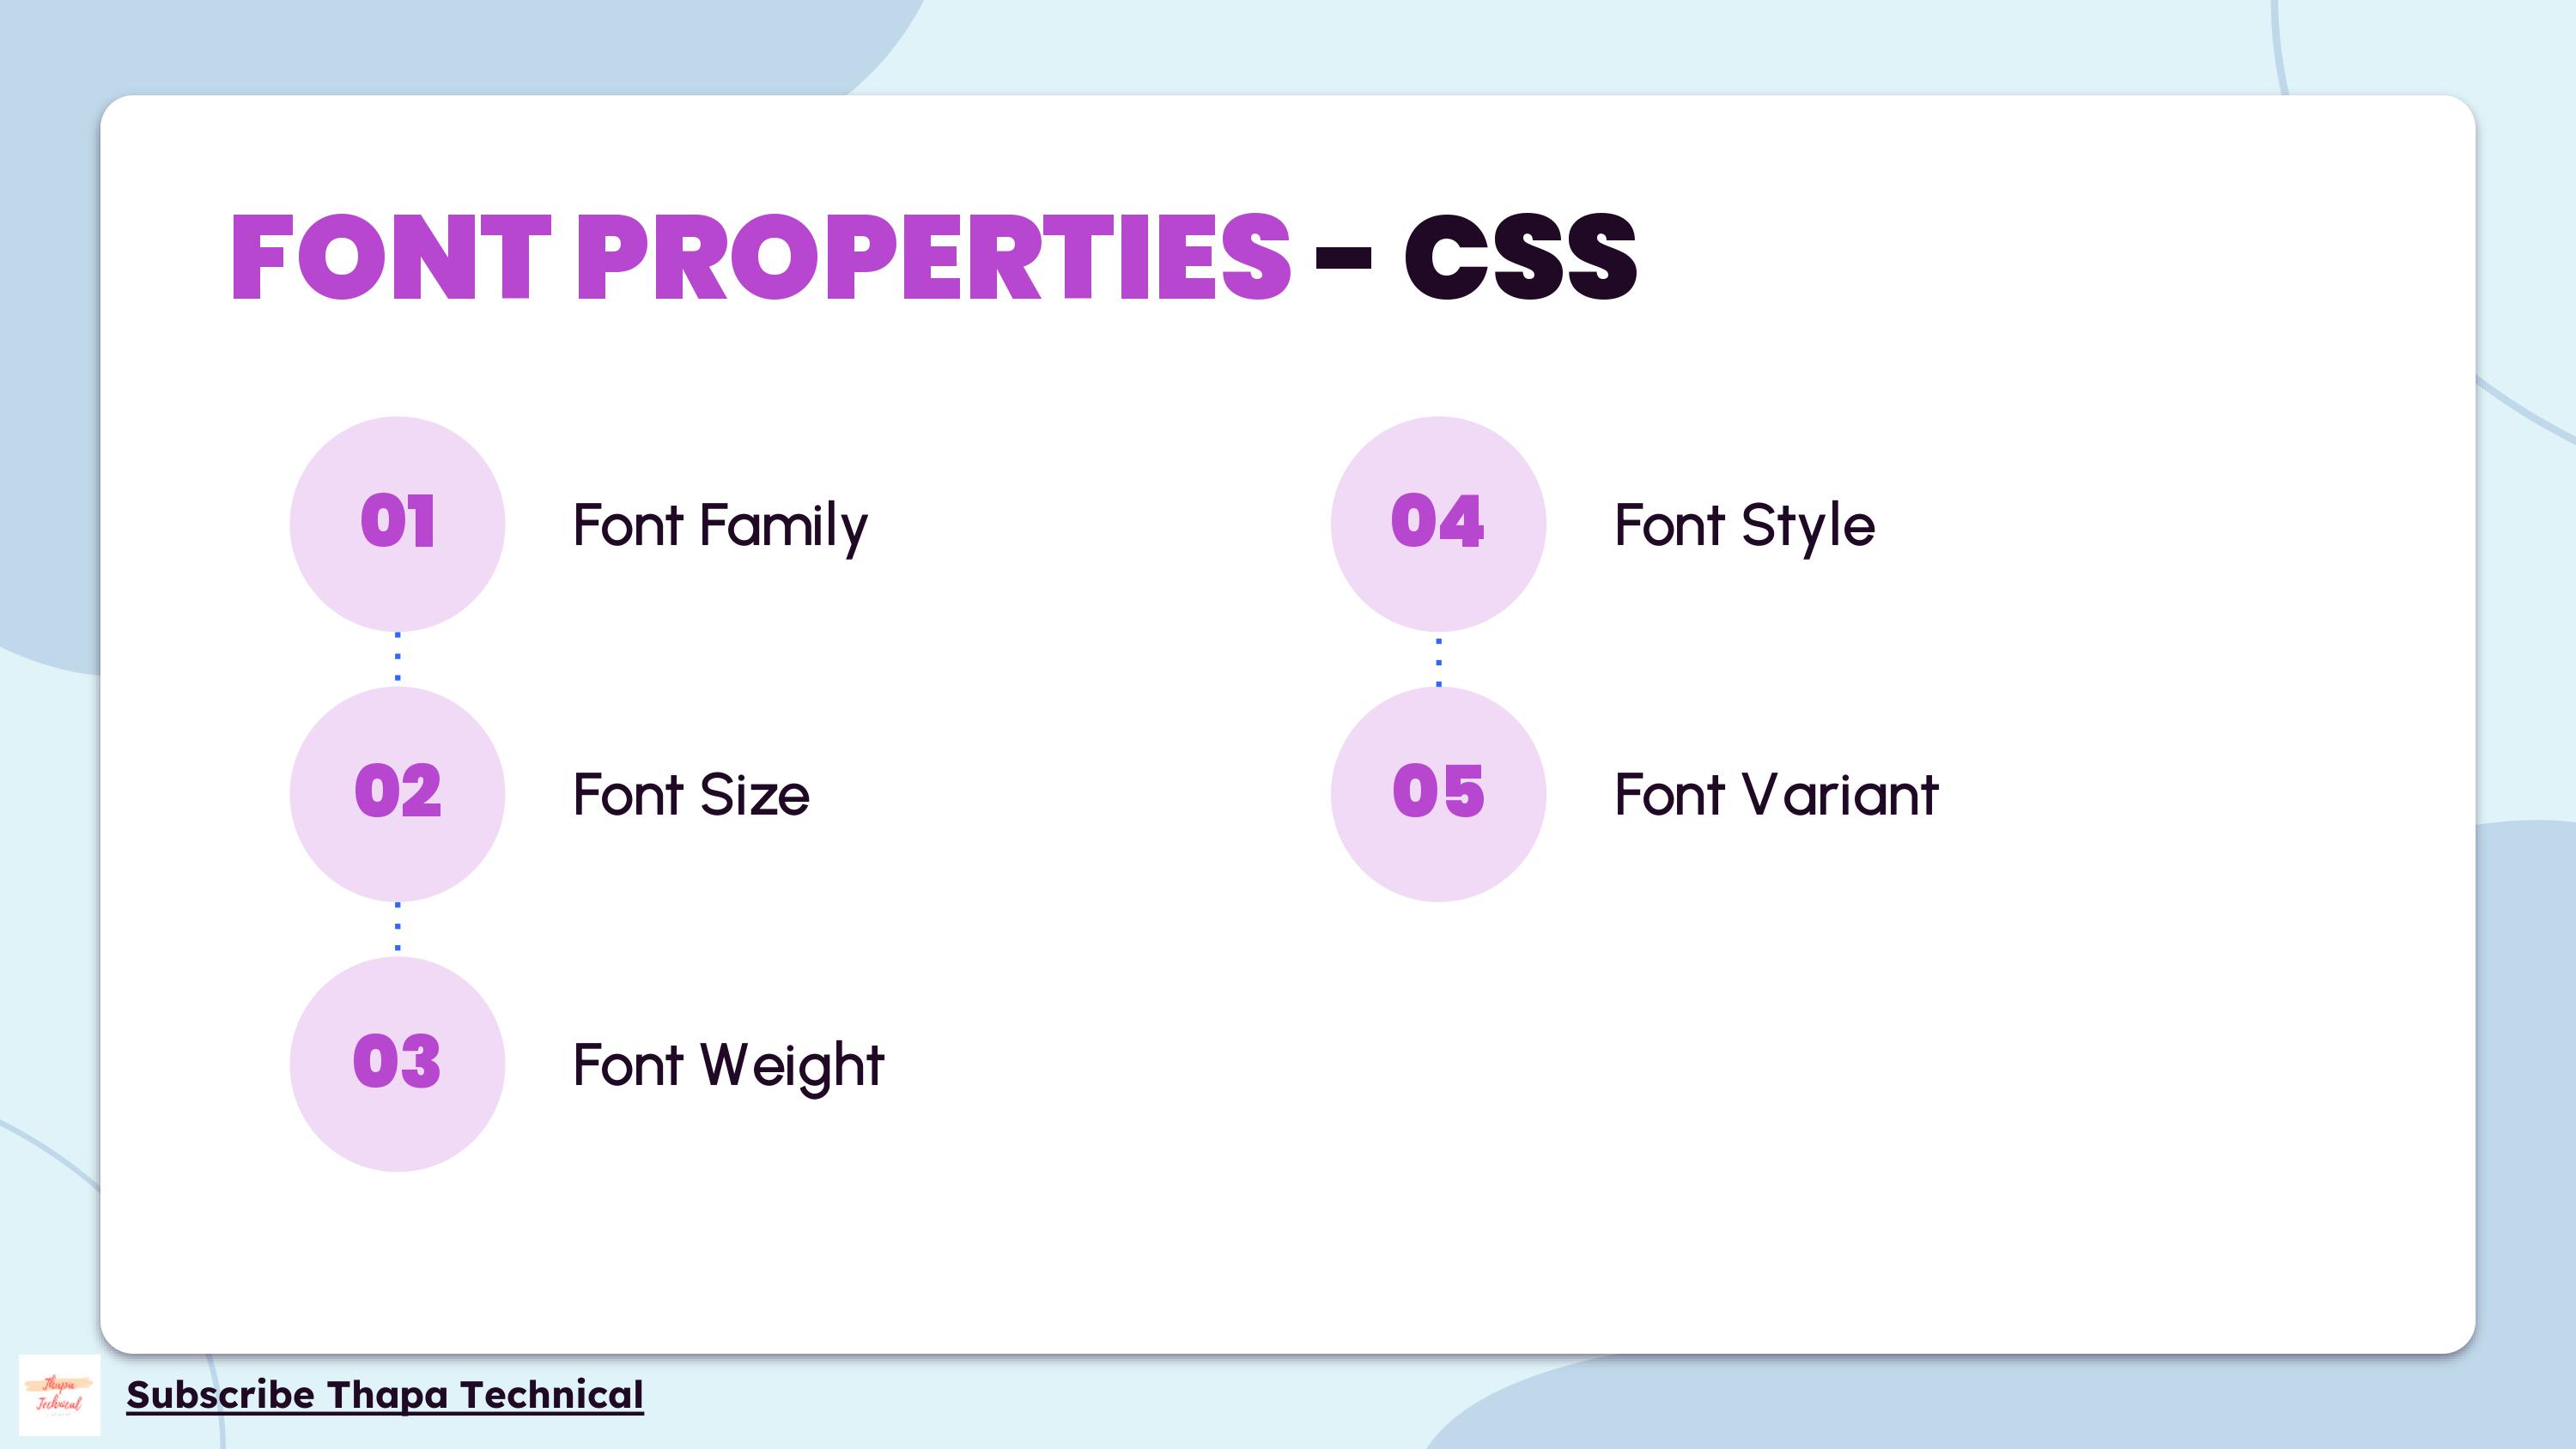 FONT PROPERTIES - CSS
01
Font Family
02
Font Size
03
Font Weight
04
Font Style
05
Font Variant
Thapa
Technical
Subscribe Thapa Technical